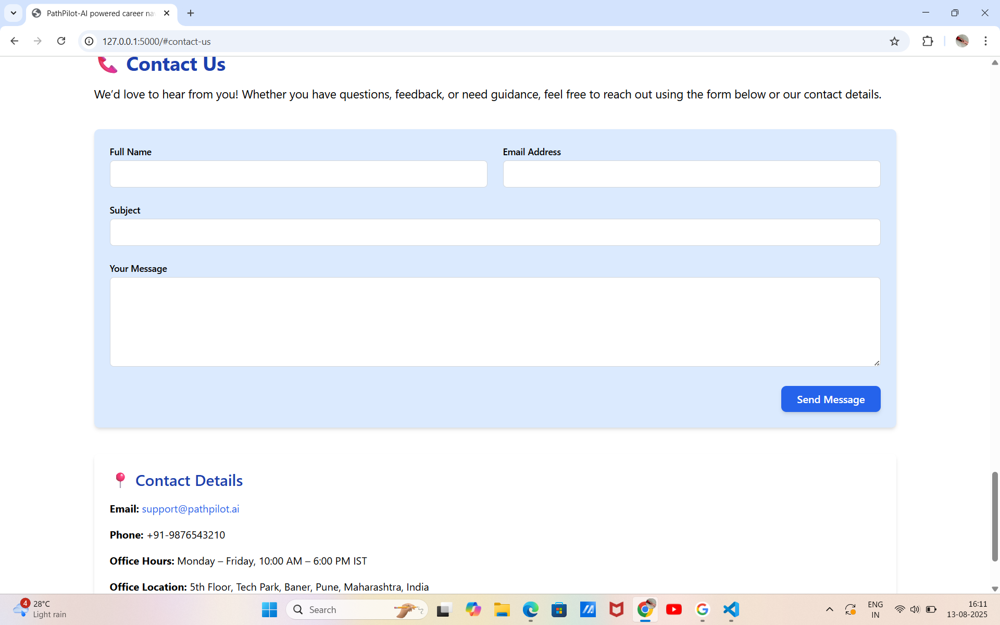 PathPilot-AI powered career na
127.0.0.1:5000/#contact-us
Contact Us
We’d love to hear from you! Whether you have questions, feedback, or need guidance, feel free to reach out using the form below or our contact details.
Full Name
Email Address
Subject
Your Message
Send Message
Contact Details
Email: support@pathpilot.ai
Phone: +91-9876543210
Office Hours: Monday – Friday, 10:00 AM – 6:00 PM IST
Office Location: 5th Floor, Tech Park, Baner, Pune, Maharashtra, India
4
28°C
Light rain
Search
ENG
IN
16:11
13-08-2025